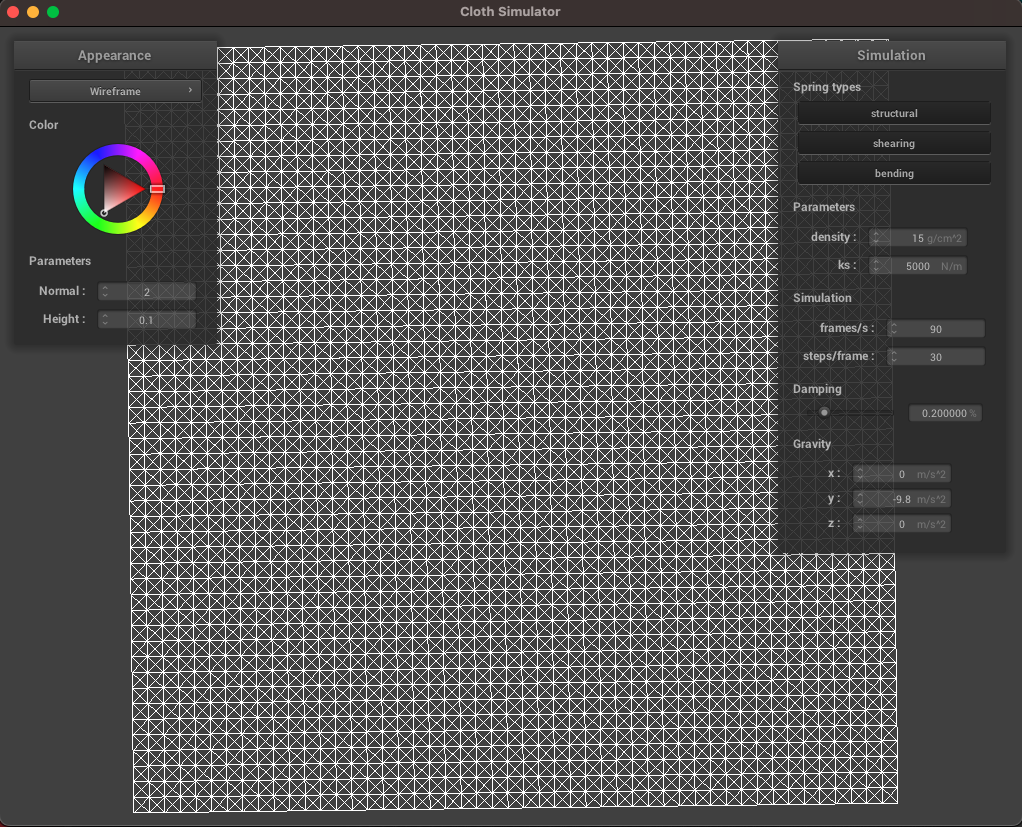 Cloth Simulator
Appearance
Wireframe ›
Color
Parameters
Normal : 2
Height : 0.1
Simulation
Spring types
structural
shearing
bending
Parameters
density : 15 g/cm^2
ks : 5000 N/m
Simulation
frames/s : 90
steps/frame : 30
Damping
0.200000 %
Gravity
x : 0 m/s^2
y : -9.8 m/s^2
z : 0 m/s^2